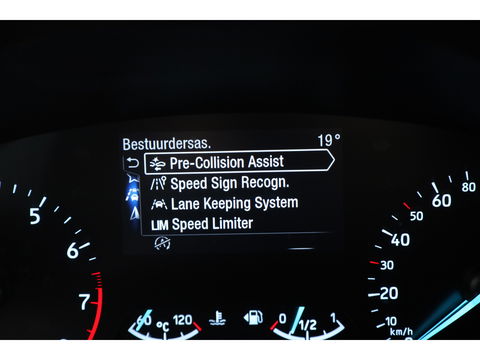 Bestuurdersas. 19°
Pre-Collision Assist
Speed Sign Recogn.
Lane Keeping System
LIM Speed Limiter
5
6
7
80
60
50
40
30
20
10
km/h
60 °C 120
0 1/2 1